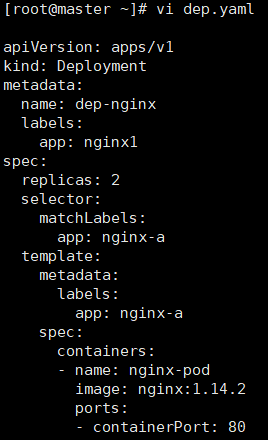 [root@master ~]# vi dep.yaml
apiVersion: apps/v1
kind: Deployment
metadata:
  name: dep-nginx
  labels:
    app: nginx1
spec:
  replicas: 2
  selector:
    matchLabels:
      app: nginx-a
  template:
    metadata:
      labels:
        app: nginx-a
    spec:
      containers:
      - name: nginx-pod
        image: nginx:1.14.2
        ports:
        - containerPort: 80